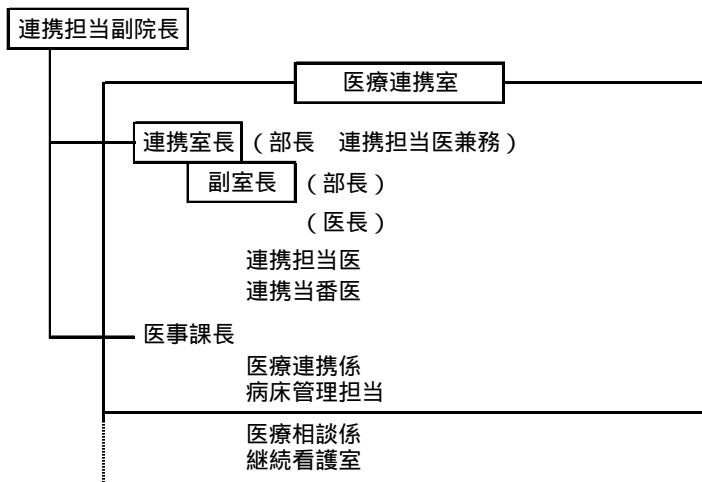 連携担当副院長
医療連携室
連携室長 (部長　連携担当医兼務)
副室長 (部長)
(医長)
連携担当医
連携当番医
医事課長
医療連携係
病床管理担当
医療相談係
継続看護室